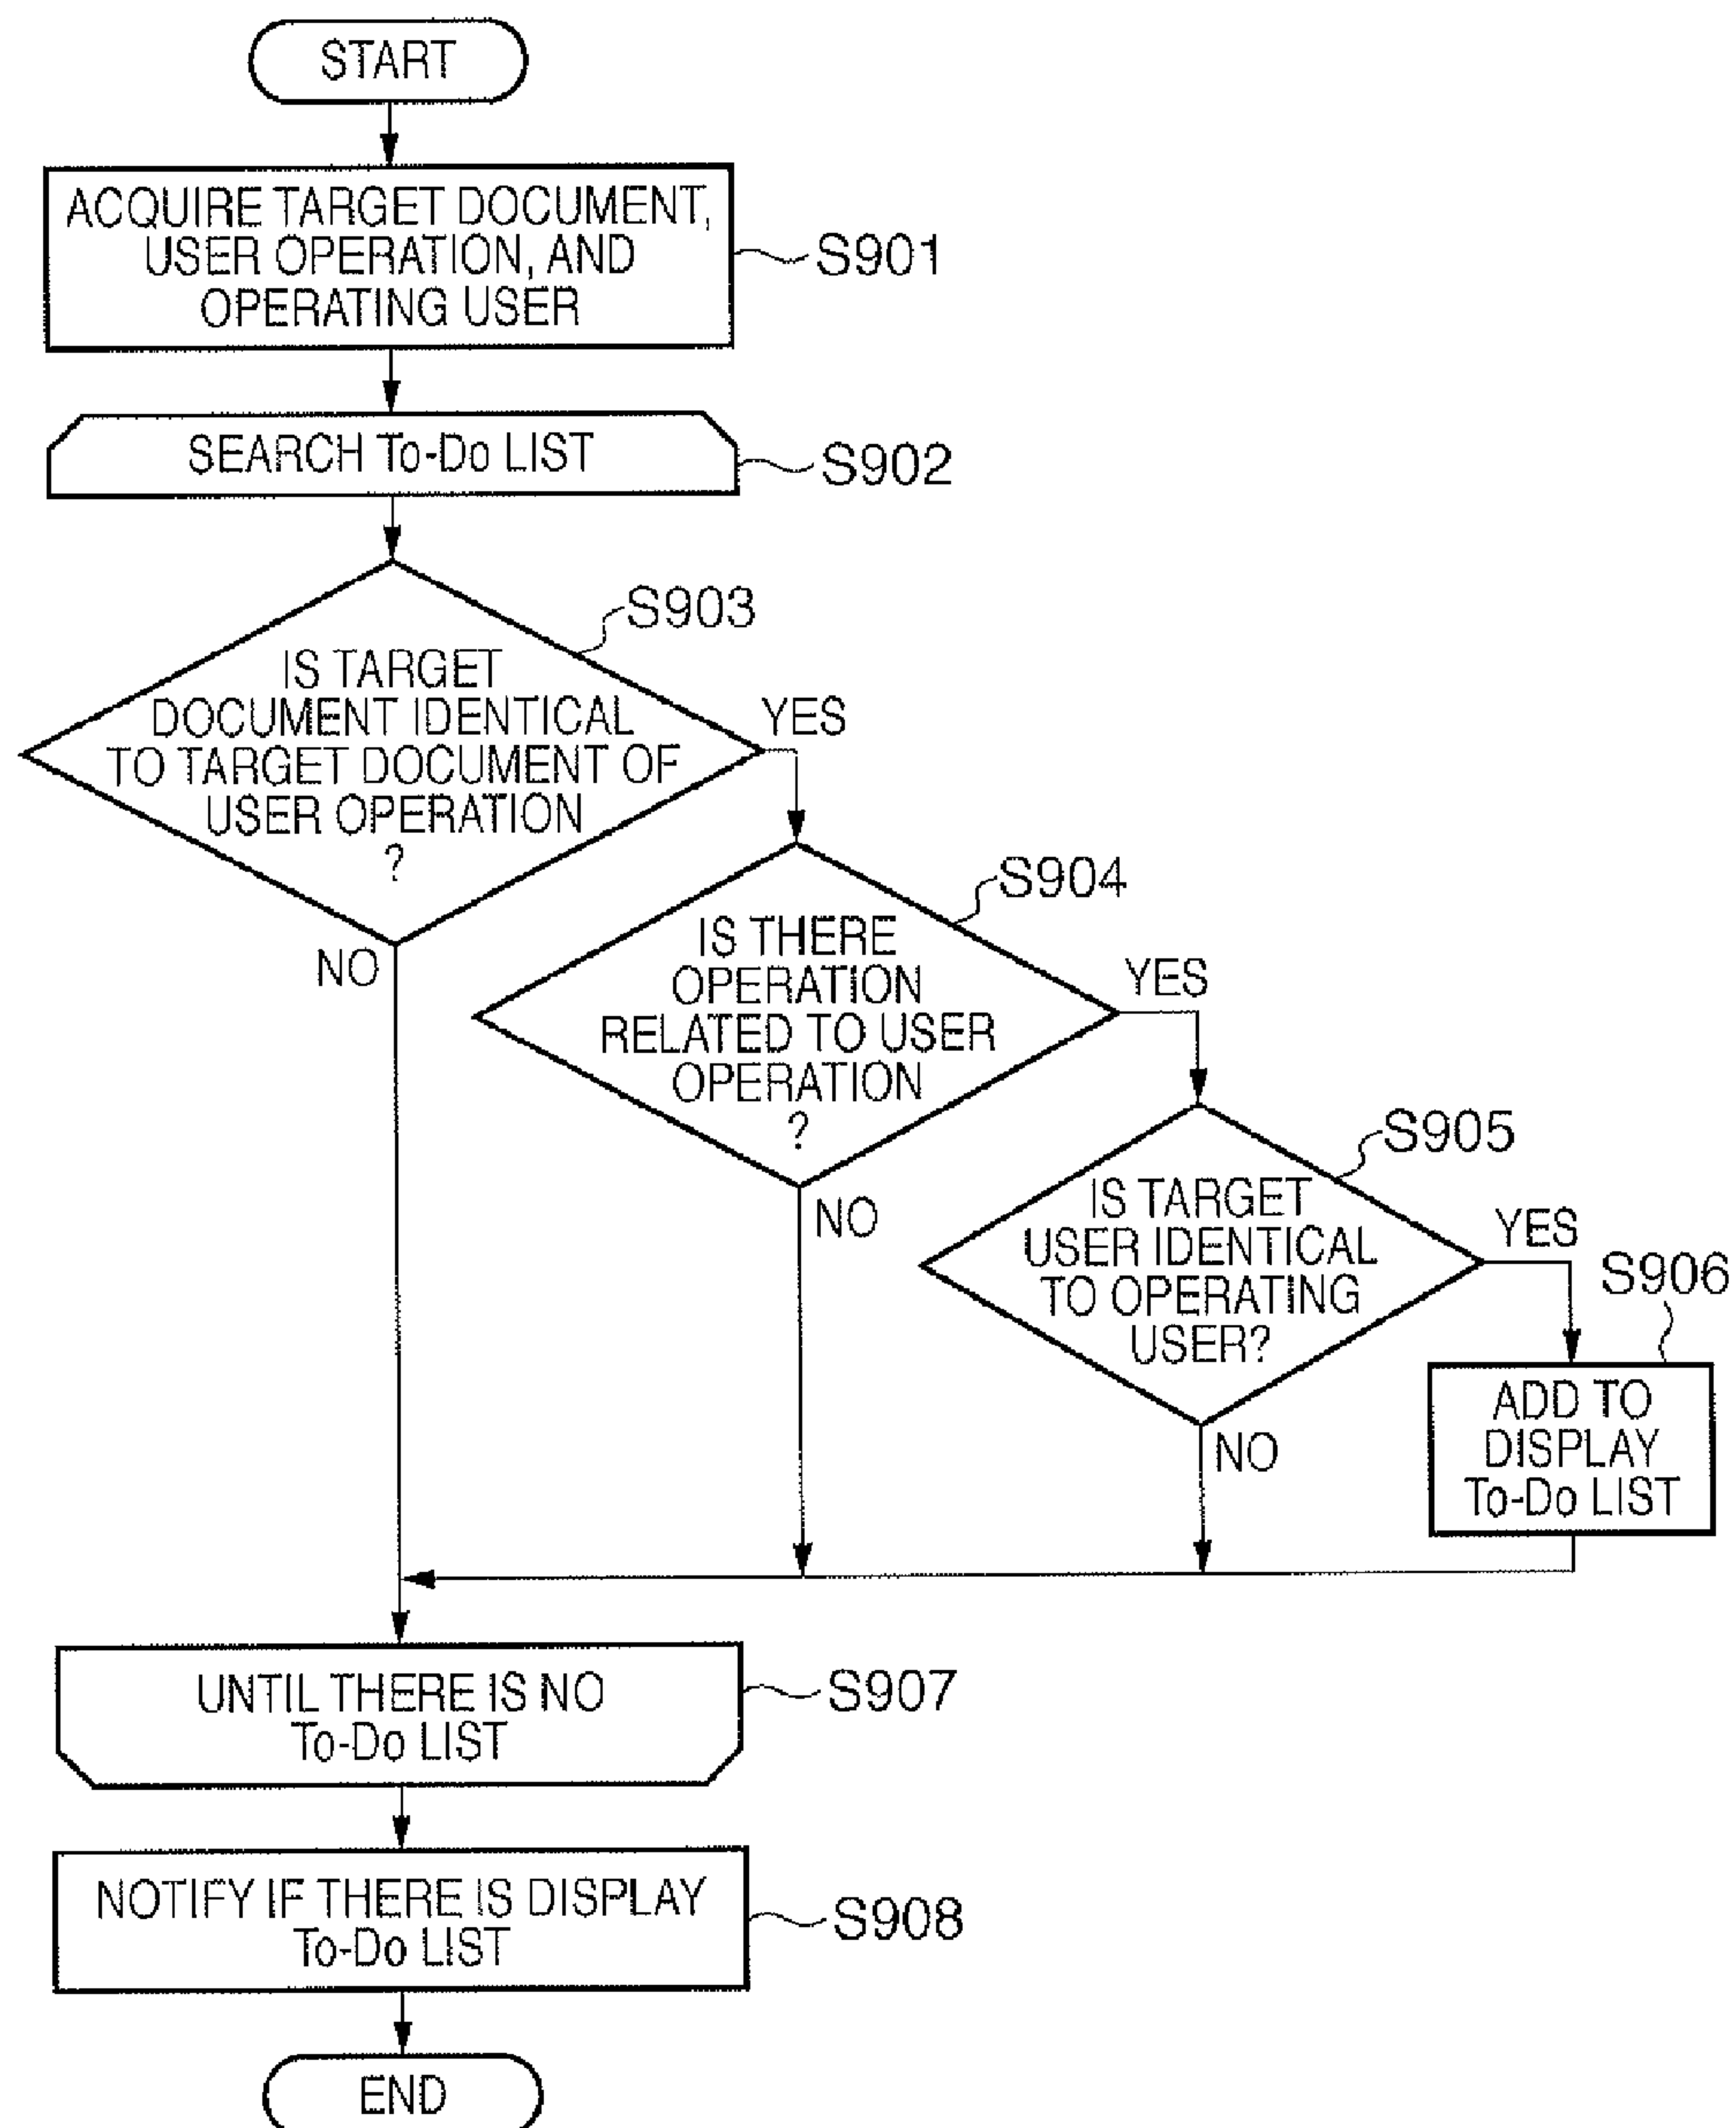 START
ACQUIRE TARGET DOCUMENT,
USER OPERATION, AND
OPERATING USER
S901
SEARCH To-Do LIST
S902
S903
IS TARGET
DOCUMENT IDENTICAL
TO TARGET DOCUMENT OF
USER OPERATION
?
YES
NO
S904
IS THERE
OPERATION
RELATED TO USER
OPERATION
?
YES
NO
S905
IS TARGET
USER IDENTICAL
TO OPERATING
USER?
YES
NO
S906
ADD TO
DISPLAY
To-Do LIST
UNTIL THERE IS NO
To-Do LIST
S907
NOTIFY IF THERE IS DISPLAY
To-Do LIST
S908
END